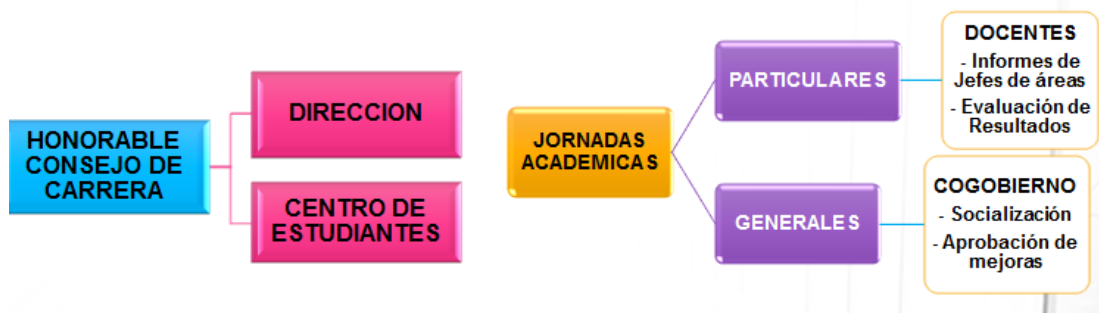 HONORABLE
CONSEJO DE
CARRERA
DIRECCION
CENTRO DE
ESTUDIANTES
JORNADAS
ACADEMICAS
PARTICULARES
DOCENTES
- Informes de
Jefes de áreas
- Evaluación de
Resultados
GENERALES
COGOBIERNO
- Socialización
- Aprobación de
mejoras